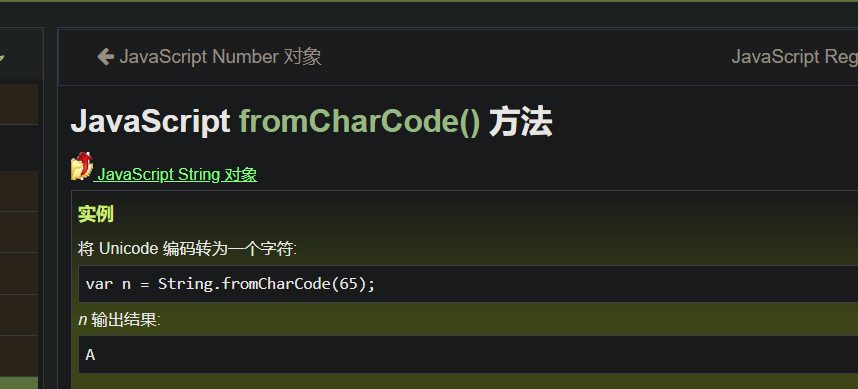 JavaScript Number 对象
JavaScript Reg
JavaScript fromCharCode() 方法
JavaScript String 对象
实例
将 Unicode 编码转为一个字符:
var n = String.fromCharCode(65);
n 输出结果:
A